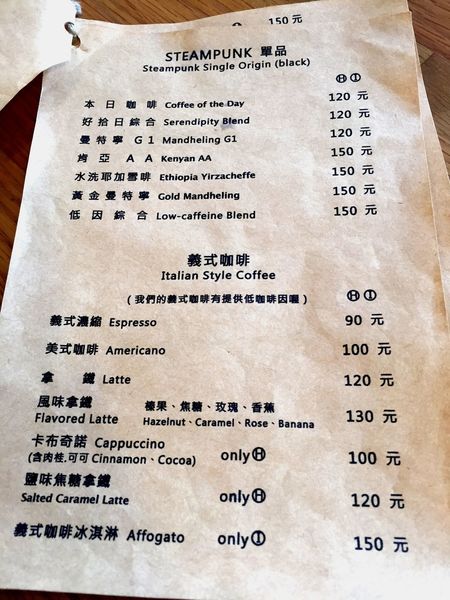 Ⓗ 150 元
STEAMPUNK 單品
Steampunk Single Origin (black)
Ⓗ Ⓘ
本日咖啡 Coffee of the Day 120 元
好拾日綜合 Serendipity Blend 120 元
曼特寧 G1 Mandheling G1 120 元
肯亞 AA Kenyan AA 150 元
水洗耶加雪啡 Ethiopia Yirzacheffe 150 元
黃金曼特寧 Gold Mandheling 150 元
低因綜合 Low-caffeine Blend 150 元
義式咖啡
Italian Style Coffee
(我們的義式咖啡有提供低咖啡因喔) Ⓗ Ⓘ
義式濃縮 Espresso 90 元
美式咖啡 Americano 100 元
拿鐵 Latte 120 元
風味拿鐵 榛果、焦糖、玫瑰、香蕉
Flavored Latte Hazelnut、Caramel、Rose、Banana 130 元
卡布奇諾 Cappuccino
(含肉桂,可可 Cinnamon、Cocoa) only Ⓗ 100 元
鹽味焦糖拿鐵
Salted Caramel Latte only Ⓗ 120 元
義式咖啡冰淇淋 Affogato only Ⓘ 150 元